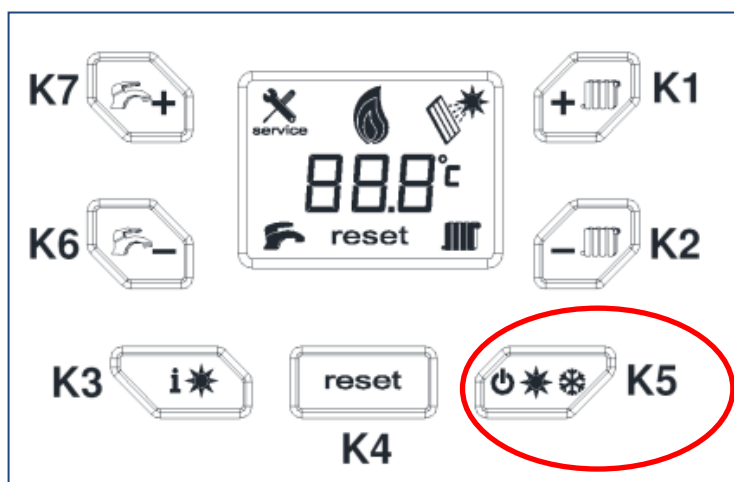 K7 + + K1
service
88.8°c
K6 - - K2
reset
K3 i reset K5
K4